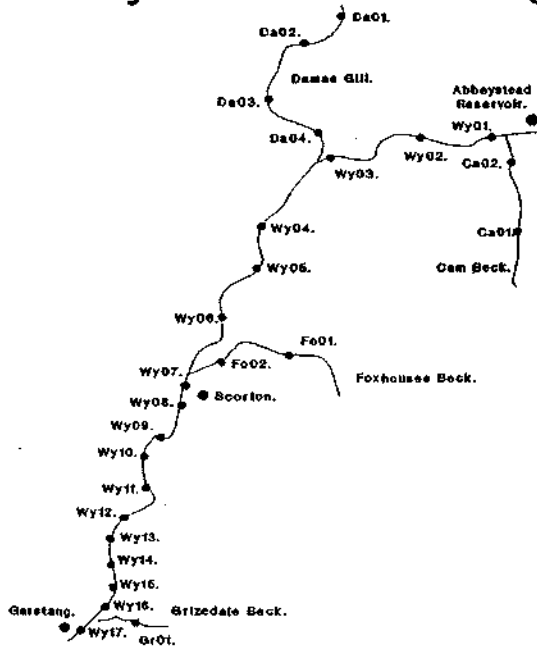 Da01.
Da02.
Damas Gill.
Da03.
Abbeystead
Reservoir.
Da04.
Wy01.
Wy02.
Ca02.
Wy03.
Wy04.
Ca01.
Wy05.
Cam Beck.
Wy06.
Fo01.
Fo02.
Wy07.
Foxhouses Beck.
Scorton.
Wy08.
Wy09.
Wy10.
Wy11.
Wy12.
Wy13.
Wy14.
Wy15.
Wy16.
Grizedale Beck.
Garstang.
Wy17.
Gr01.